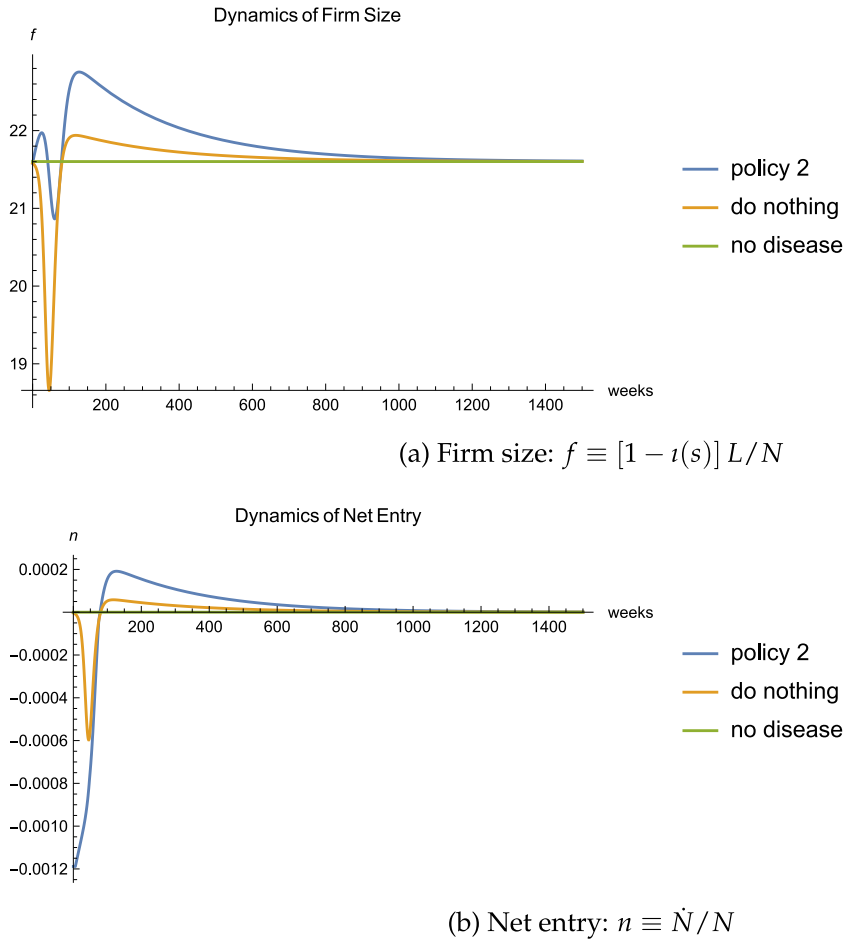 Dynamics of Firm Size
f
22
21
20
19
200 400 600 800 1000 1200 1400 weeks
policy 2
do nothing
no disease
(a) Firm size: f ≡ [1 − ι(s)] L/N
Dynamics of Net Entry
n
0.0002
200 400 600 800 1000 1200 1400 weeks
−0.0002
−0.0004
−0.0006
−0.0008
−0.0010
−0.0012
policy 2
do nothing
no disease
(b) Net entry: n ≡ Ṅ/N